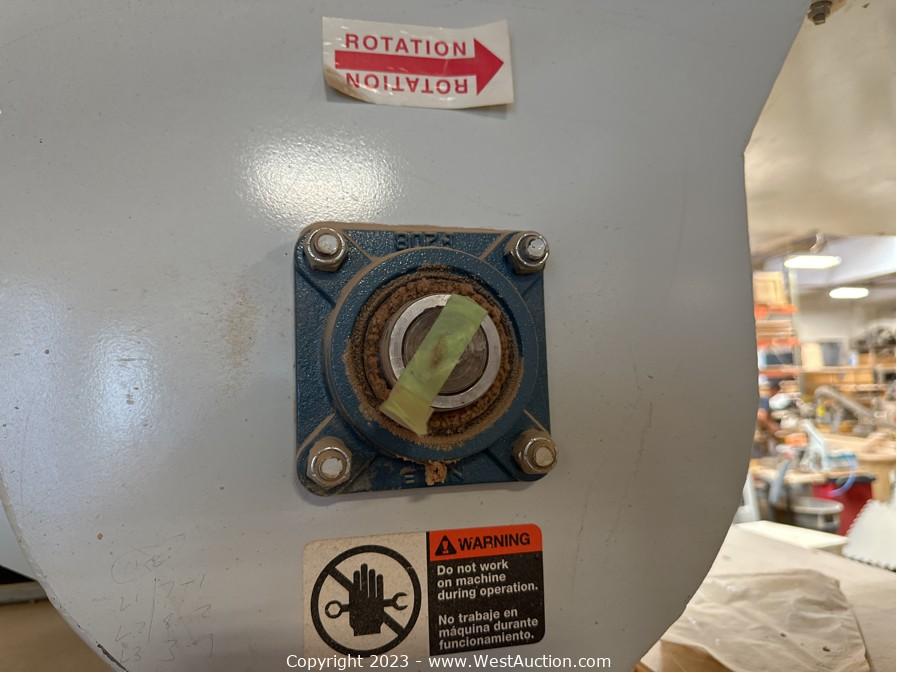 ROTATION
ROTATION
WARNING
Do not work
on machine
during operation.
No trabaje en
máquina durante
funcionamiento.
Copyright 2023 - www.WestAuction.com